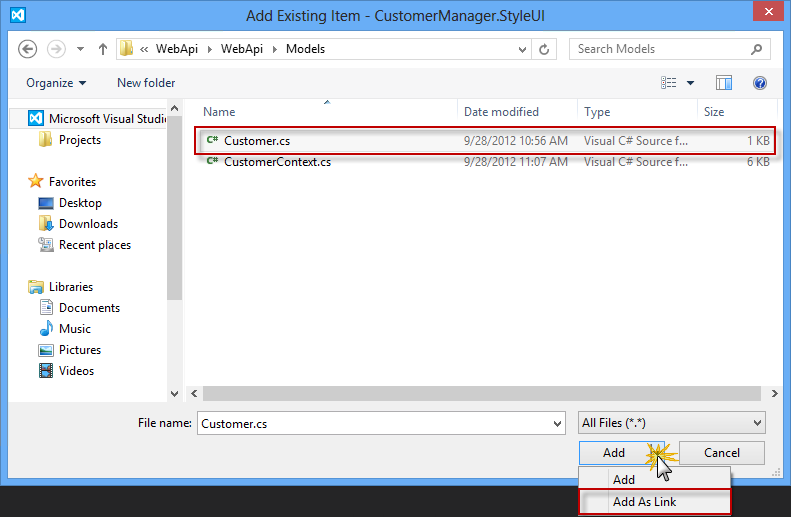 Add Existing Item - CustomerManager.StyleUI
« WebApi WebApi Models Search Models
Organize New folder
Name Date modified Type Size
Microsoft Visual Studi
Projects
Customer.cs 9/28/2012 10:56 AM Visual C# Source f... 1 KB
CustomerContext.cs 9/28/2012 11:07 AM Visual C# Source f... 6 KB
Favorites
Desktop
Downloads
Recent places
Libraries
Documents
Music
Pictures
Videos
File name: Customer.cs All Files (*.*)
Add Cancel
Add
Add As Link